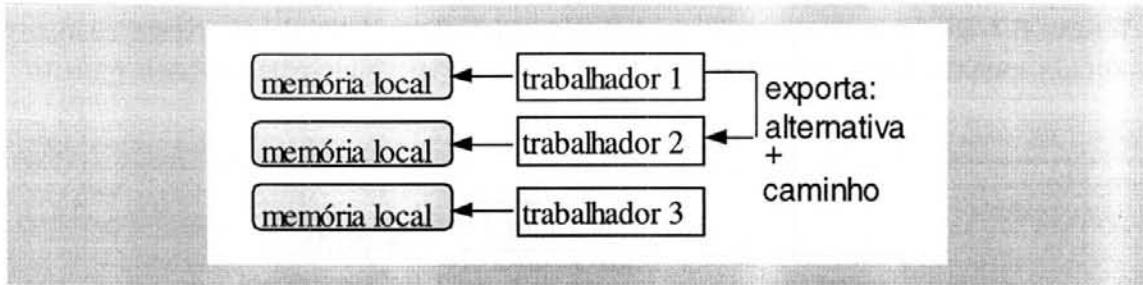 memória local
trabalhador 1
memória local
trabalhador 2
memória local
trabalhador 3
exporta:
alternativa
+
caminho